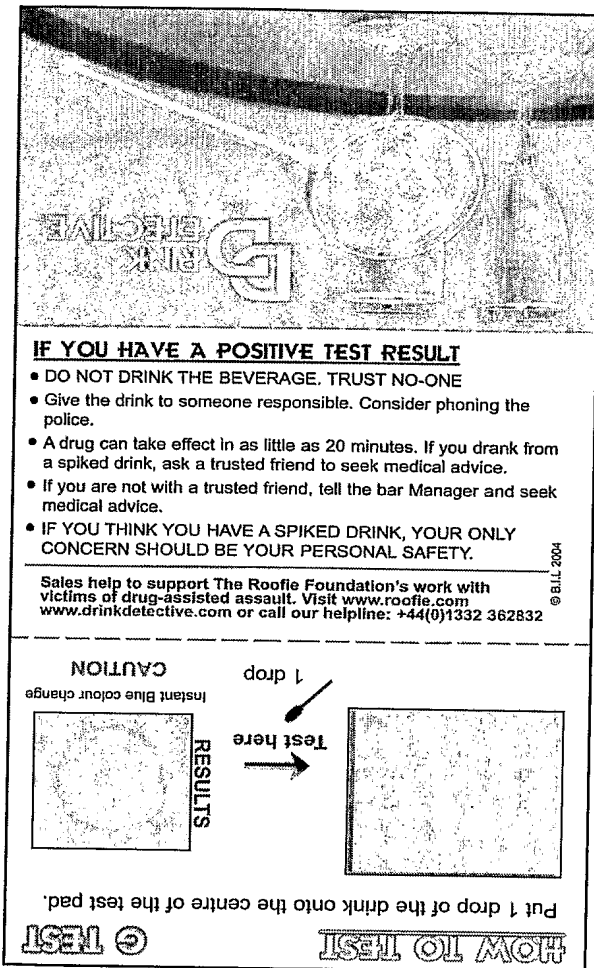 DRINK
DETECTIVE
IF YOU HAVE A POSITIVE TEST RESULT
• DO NOT DRINK THE BEVERAGE. TRUST NO-ONE
• Give the drink to someone responsible. Consider phoning the
police.
• A drug can take effect in as little as 20 minutes. If you drank from
a spiked drink, ask a trusted friend to seek medical advice.
• If you are not with a trusted friend, tell the bar Manager and seek
medical advice.
• IF YOU THINK YOU HAVE A SPIKED DRINK, YOUR ONLY
CONCERN SHOULD BE YOUR PERSONAL SAFETY.
© B.I.L 2004
Sales help to support The Roofie Foundation's work with
victims of drug-assisted assault. Visit www.roofie.com
www.drinkdetective.com or call our helpline: +44(0)1332 362832
HOW TO TEST
G TEST
Put 1 drop of the drink onto the centre of the test pad.
Test here
1 drop
RESULTS
Instant Blue colour change
CAUTION